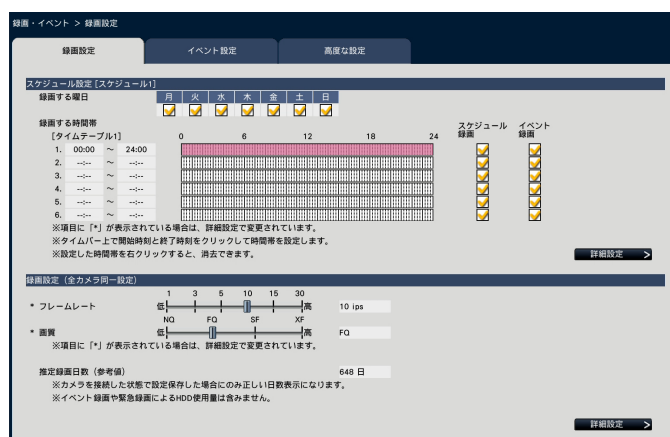 録画・イベント > 録画設定
録画設定 イベント設定 高度な設定
スケジュール設定 [スケジュール1]
録画する曜日 月 火 水 木 金 土 日
録画する時間帯
スケジュール録画 イベント録画
[タイムテーブル1] 0 6 12 18 24
1. 00:00 ～ 24:00
2. --:-- ～ --:--
3. --:-- ～ --:--
4. --:-- ～ --:--
5. --:-- ～ --:--
6. --:-- ～ --:--
※項目に「*」が表示されている場合は、詳細設定で変更されています。
※タイムバー上で開始時刻と終了時刻をクリックして時間帯を設定します。
※設定した時間帯を右クリックすると、消去できます。
詳細設定 >
録画設定（全カメラ同一設定）
1 3 5 10 15 30
* フレームレート 低 高 10 ips
NQ FQ SF XF
* 画質 低 高 FQ
※項目に「*」が表示されている場合は、詳細設定で変更されています。
推定録画日数（参考値） 648 日
※カメラを接続した状態で設定保存した場合にのみ正しい日数表示になります。
※イベント録画や緊急録画によるHDD使用量は含みません。
詳細設定 >